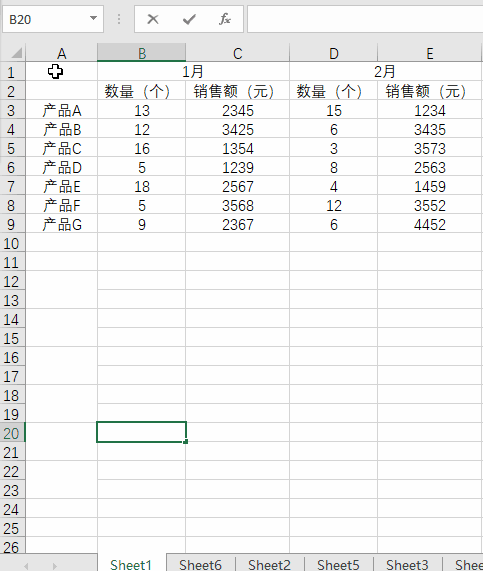 B20 fx
A B C D E
1 1月 2月
2 数量（个） 销售额（元） 数量（个） 销售额（元）
3 产品A 13 2345 15 1234
4 产品B 12 3425 6 3435
5 产品C 16 1354 3 3573
6 产品D 5 1239 8 2563
7 产品E 18 2567 4 1459
8 产品F 5 3568 12 3552
9 产品G 9 2367 6 4452
10
11
12
13
14
15
16
17
18
19
20
21
22
23
24
25
26
Sheet1 Sheet6 Sheet2 Sheet5 Sheet3 Shee